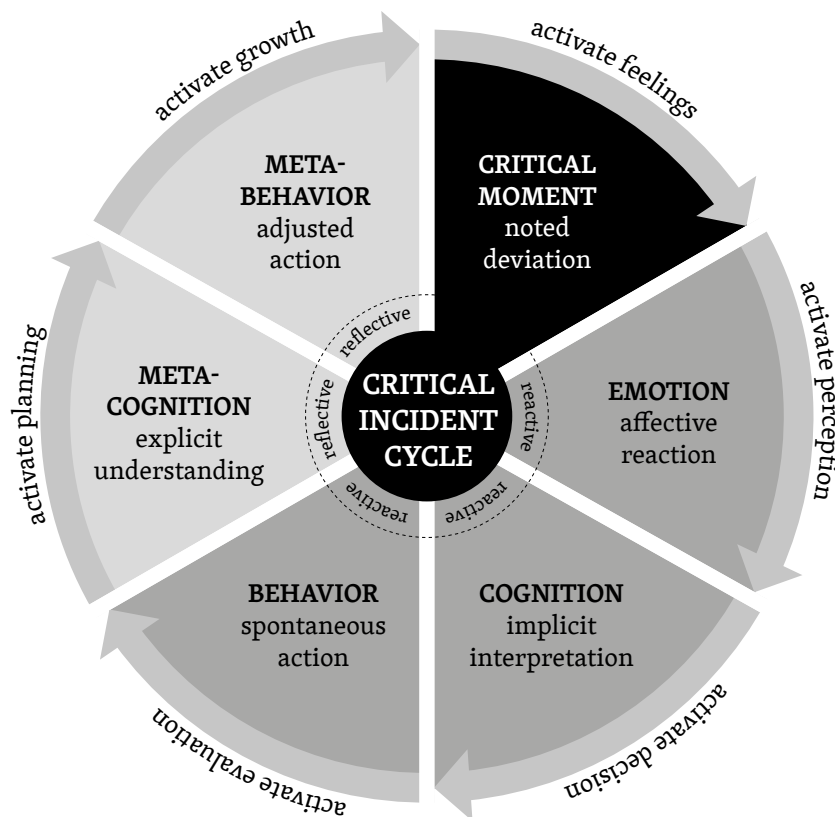 activate growth
activate feelings
META-
BEHAVIOR
adjusted
action
CRITICAL
MOMENT
noted
deviation
activate planning
META-
COGNITION
explicit
understanding
reflective
reflective
CRITICAL
INCIDENT
CYCLE
reactive
EMOTION
affective
reaction
activate perception
reactive
reactive
BEHAVIOR
spontaneous
action
COGNITION
implicit
interpretation
activate evaluation
activate decision